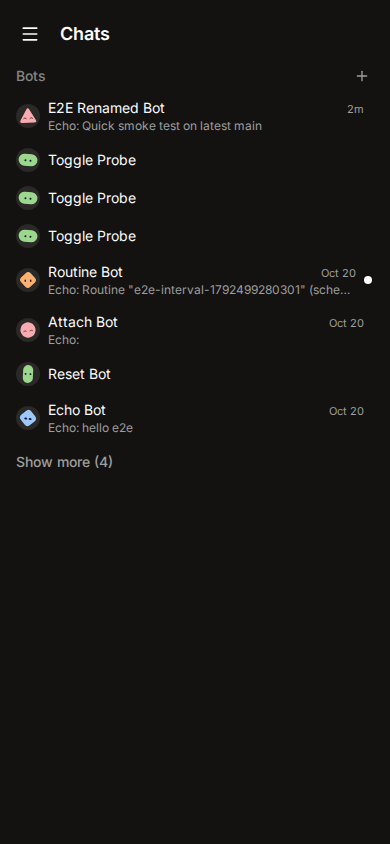 Chats
Bots
E2E Renamed Bot 2m
Echo: Quick smoke test on latest main
Toggle Probe
Toggle Probe
Toggle Probe
Routine Bot Oct 20
Echo: Routine "e2e-interval-1792499280301" (sche...
Attach Bot Oct 20
Echo:
Reset Bot
Echo Bot Oct 20
Echo: hello e2e
Show more (4)